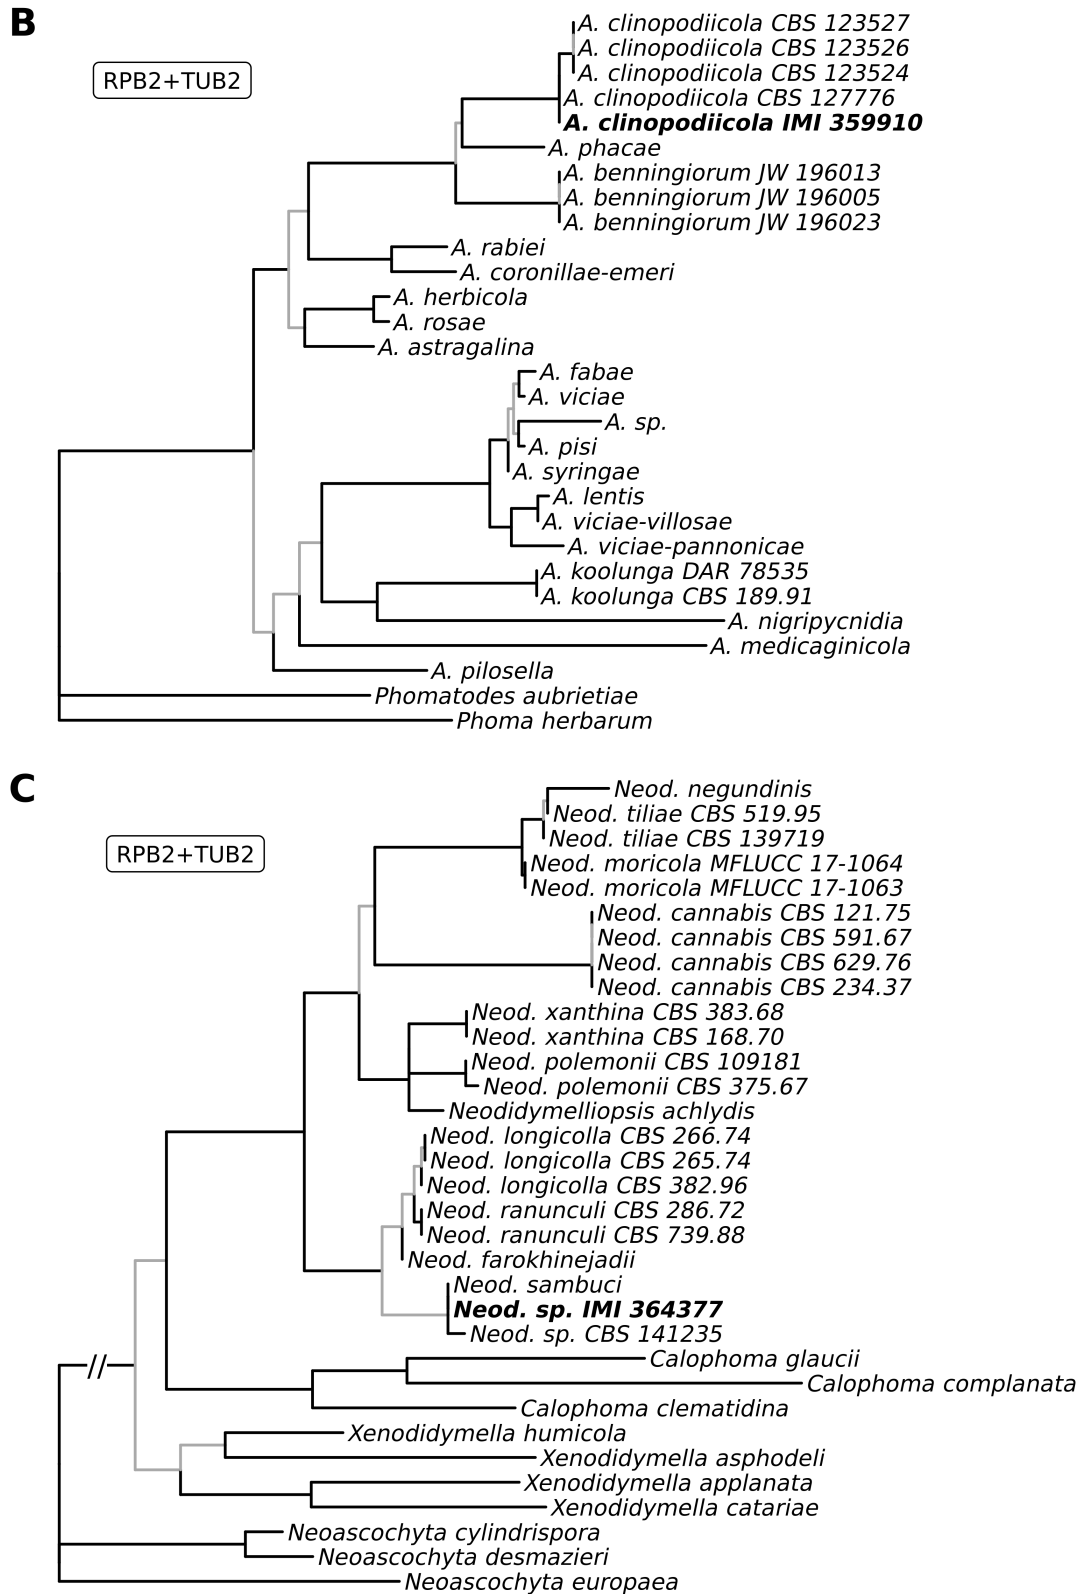 B
RPB2+TUB2
A. clinopodiicola CBS 123527
A. clinopodiicola CBS 123526
A. clinopodiicola CBS 123524
A. clinopodiicola CBS 127776
A. clinopodiicola IMI 359910
A. phacae
A. benningiorum JW 196013
A. benningiorum JW 196005
A. benningiorum JW 196023
A. rabiei
A. coronillae-emeri
A. herbicola
A. rosae
A. astragalina
A. fabae
A. viciae
A. sp.
A. pisi
A. syringae
A. lentis
A. viciae-villosae
A. viciae-pannonicae
A. koolunga DAR 78535
A. koolunga CBS 189.91
A. nigripycnidia
A. medicaginicola
A. pilosella
Phomatodes aubrietiae
Phoma herbarum
C
RPB2+TUB2
Neod. negundinis
Neod. tiliae CBS 519.95
Neod. tiliae CBS 139719
Neod. moricola MFLUCC 17-1064
Neod. moricola MFLUCC 17-1063
Neod. cannabis CBS 121.75
Neod. cannabis CBS 591.67
Neod. cannabis CBS 629.76
Neod. cannabis CBS 234.37
Neod. xanthina CBS 383.68
Neod. xanthina CBS 168.70
Neod. polemonii CBS 109181
Neod. polemonii CBS 375.67
Neodidymelliopsis achlydis
Neod. longicolla CBS 266.74
Neod. longicolla CBS 265.74
Neod. longicolla CBS 382.96
Neod. ranunculi CBS 286.72
Neod. ranunculi CBS 739.88
Neod. farokhinejadii
Neod. sambuci
Neod. sp. IMI 364377
Neod. sp. CBS 141235
Calophoma glaucii
Calophoma complanata
Calophoma clematidina
Xenodidymella humicola
Xenodidymella asphodeli
Xenodidymella applanata
Xenodidymella catariae
Neoascochyta cylindrispora
Neoascochyta desmazieri
Neoascochyta europaea